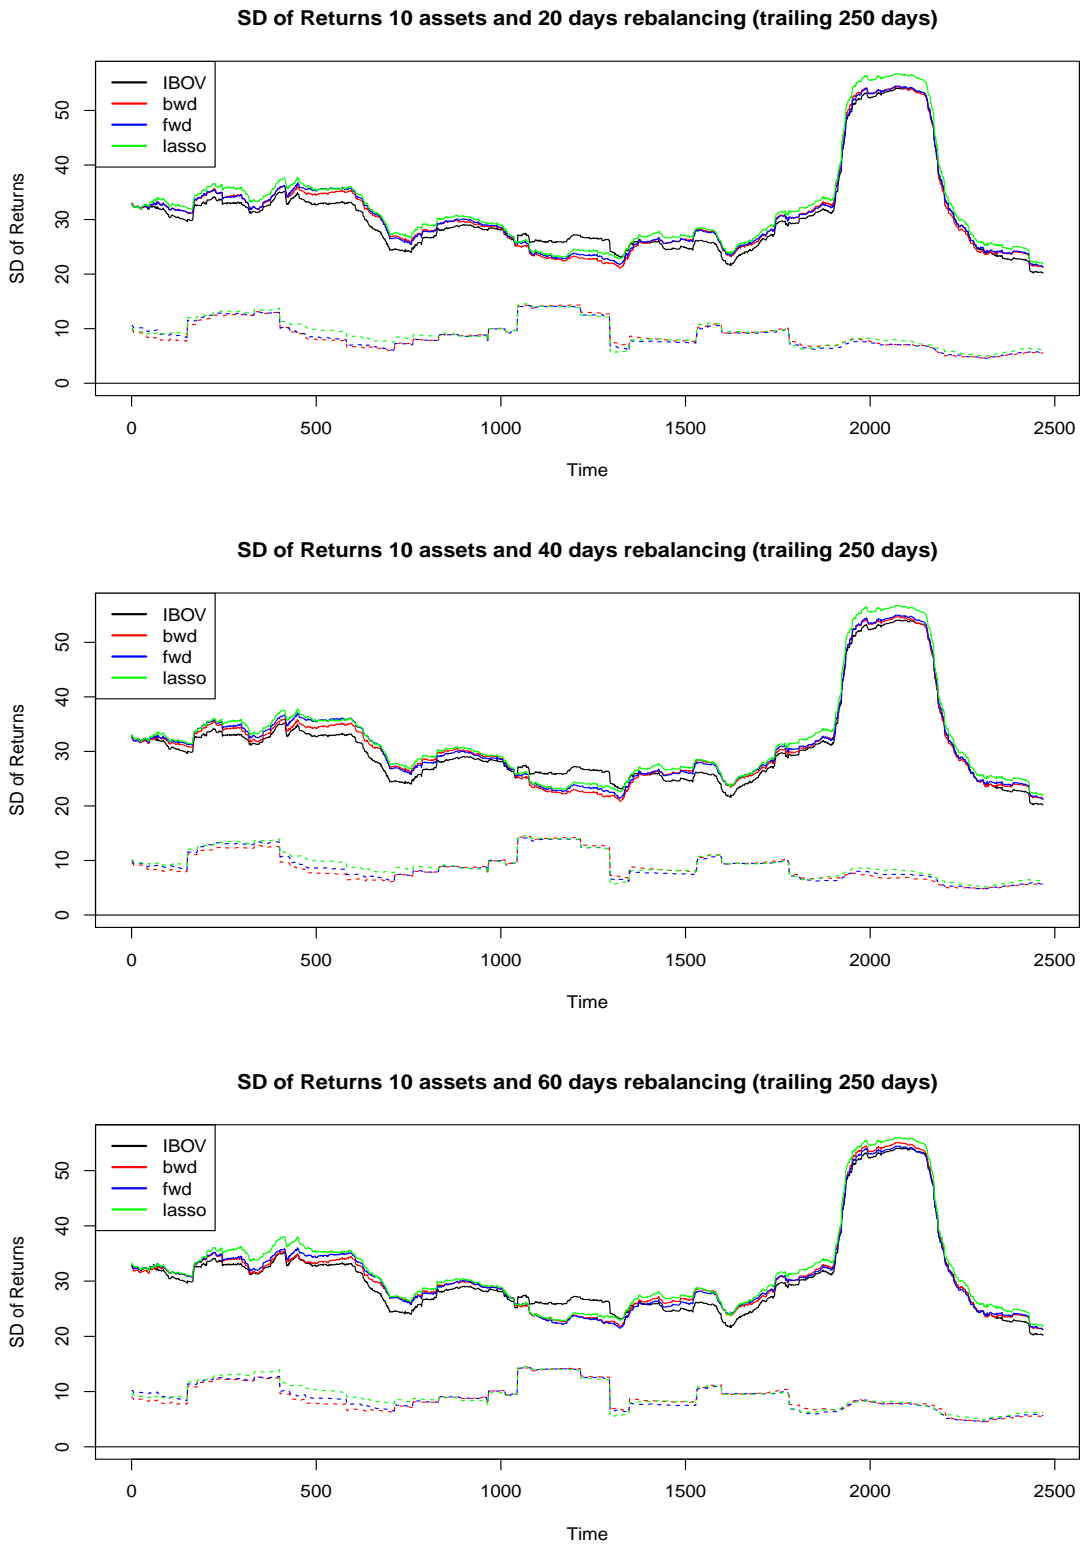 SD of Returns 10 assets and 20 days rebalancing (trailing 250 days)
IBOV
bwd
fwd
lasso
SD of Returns
0 10 20 30 40 50
0 500 1000 1500 2000 2500
Time
SD of Returns 10 assets and 40 days rebalancing (trailing 250 days)
IBOV
bwd
fwd
lasso
SD of Returns
0 10 20 30 40 50
0 500 1000 1500 2000 2500
Time
SD of Returns 10 assets and 60 days rebalancing (trailing 250 days)
IBOV
bwd
fwd
lasso
SD of Returns
0 10 20 30 40 50
0 500 1000 1500 2000 2500
Time